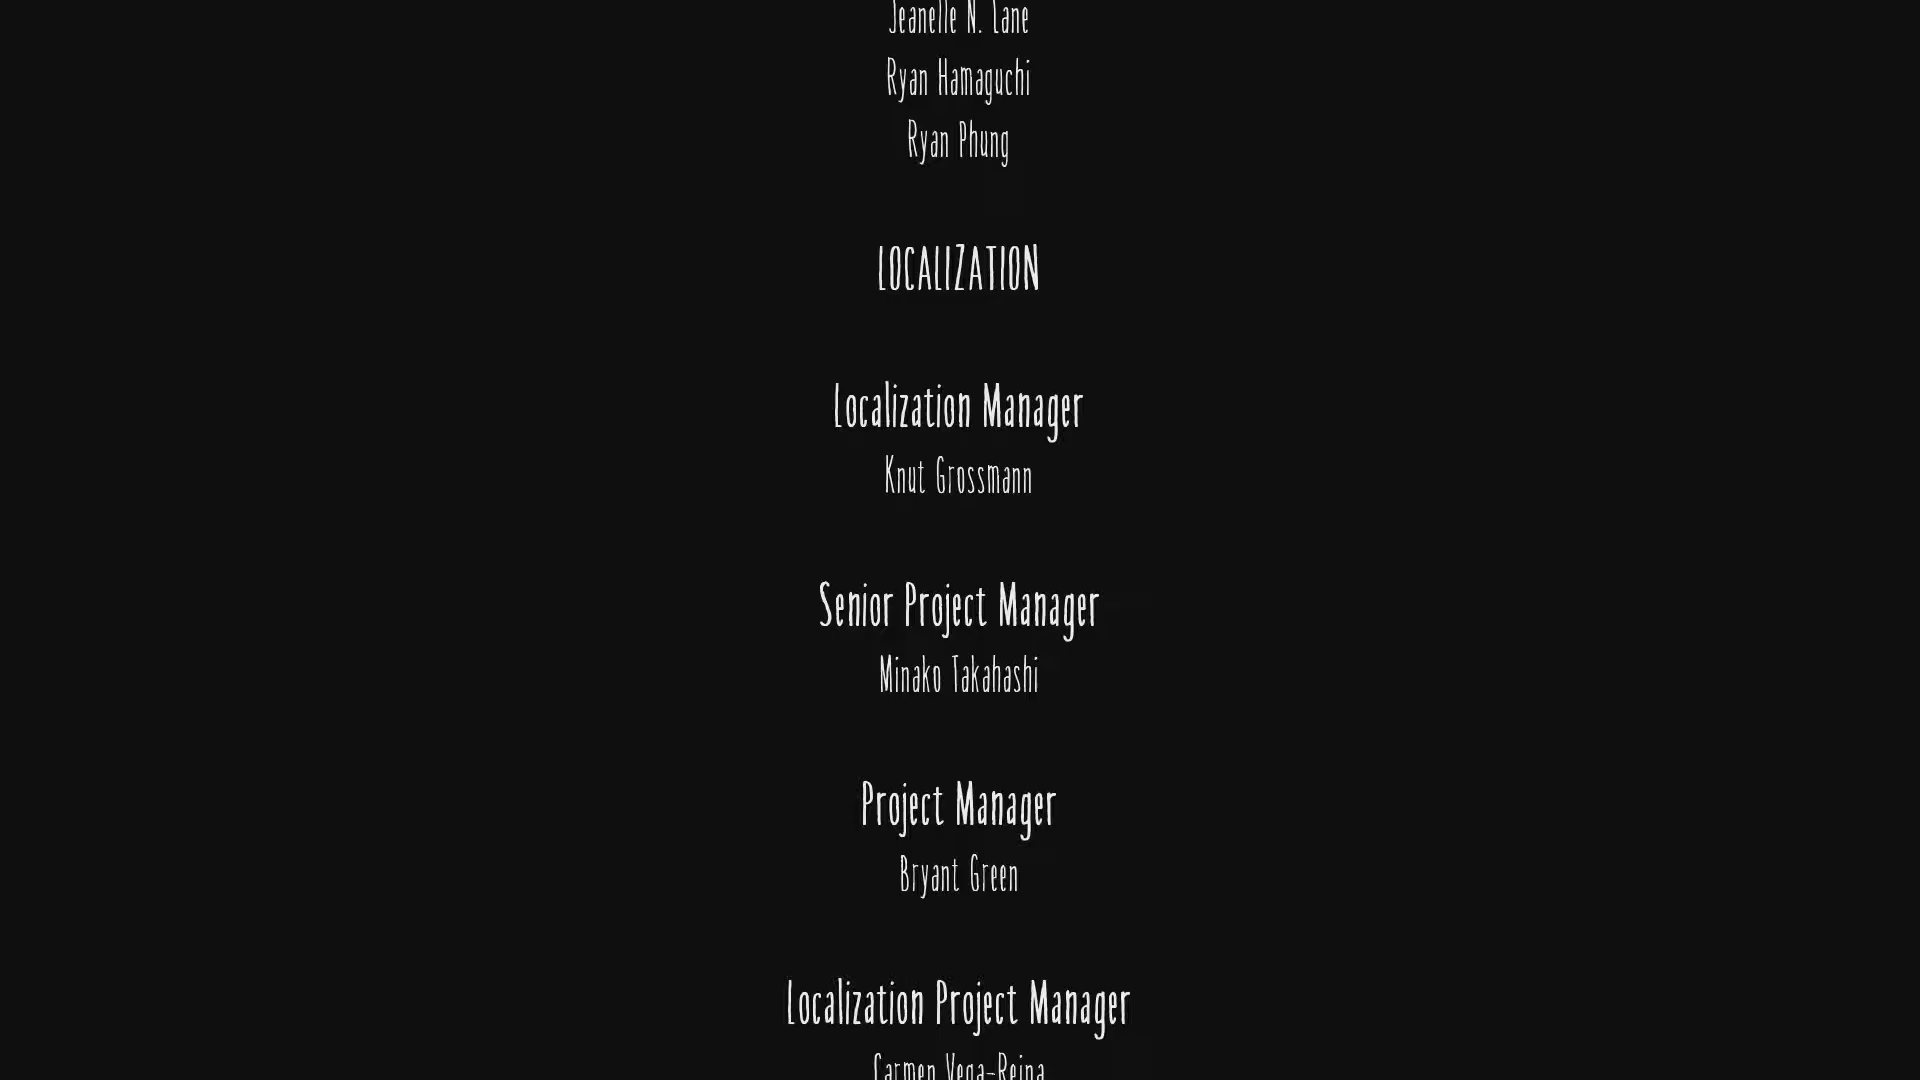 Jeanelle N. Lane
Ryan Hamaguchi
Ryan Phung
LOCALIZATION
Localization Manager
Knut Grossmann
Senior Project Manager
Minako Takahashi
Project Manager
Bryant Green
Localization Project Manager
Carmen Vega-Reina